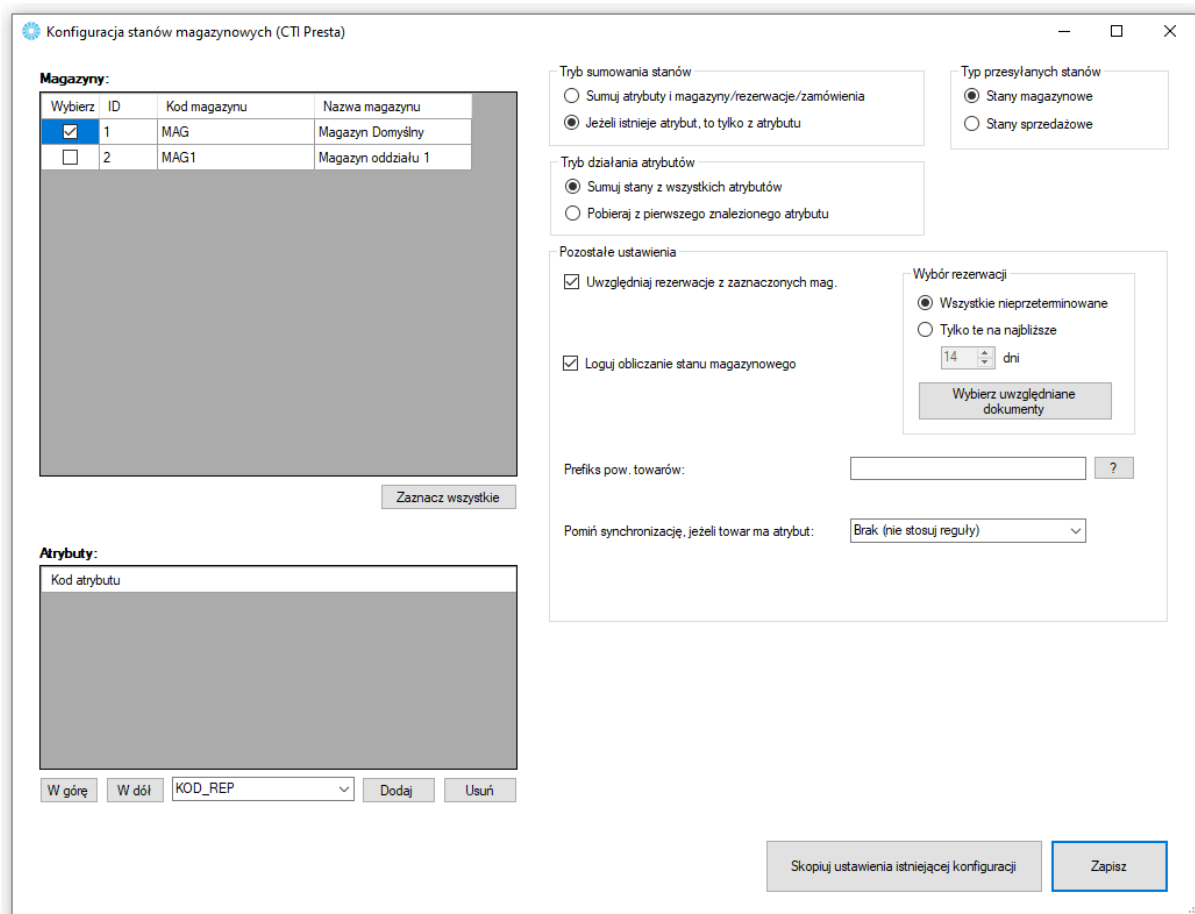 Konfiguracja stanów magazynowych (CTI Presta)
Magazyny:
Wybierz ID Kod magazynu Nazwa magazynu
1 MAG Magazyn Domyślny
2 MAG1 Magazyn oddziału 1
Zaznacz wszystkie
Atrybuty:
Kod atrybutu
W górę W dół KOD_REP Dodaj Usuń
Tryb sumowania stanów
Sumuj atrybuty i magazyny/rezerwacje/zamówienia
Jeżeli istnieje atrybut, to tylko z atrybutu
Typ przesyłanych stanów
Stany magazynowe
Stany sprzedażowe
Tryb działania atrybutów
Sumuj stany z wszystkich atrybutów
Pobieraj z pierwszego znalezionego atrybutu
Pozostałe ustawienia
Uwzględniaj rezerwacje z zaznaczonych mag.
Loguj obliczanie stanu magazynowego
Wybór rezerwacji
Wszystkie nieprzeterminowane
Tylko te na najbliższe
14 dni
Wybierz uwzględniane
dokumenty
Prefiks pow. towarów: ?
Pomiń synchronizację, jeżeli towar ma atrybut: Brak (nie stosuj reguły)
Skopiuj ustawienia istniejącej konfiguracji Zapisz